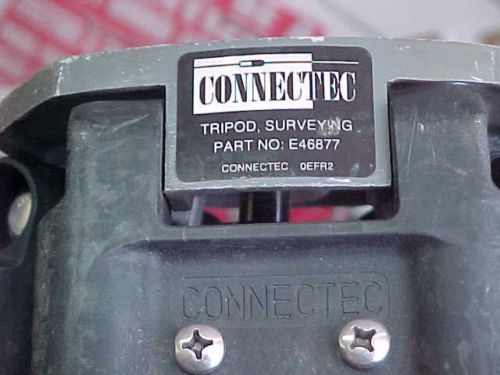 CONNECTEC
TRIPOD, SURVEYING
PART NO: E46877
CONNECTEC 0EFR2
CONNECTEC